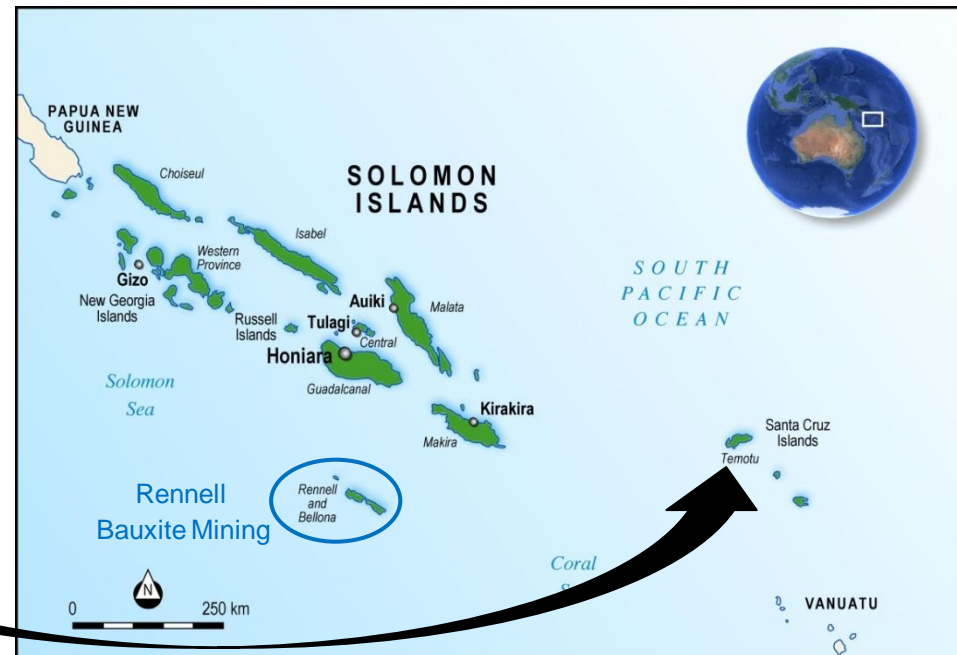 PAPUA NEW
GUINEA
Choiseul
SOLOMON
ISLANDS
Isabel
Western
Province
Gizo
New Georgia
Islands
Russell
Islands
Auiki
Malata
Tulagi
Central
Honiara
Guadalcanal
SOUTH
PACIFIC
OCEAN
Solomon
Sea
Kirakira
Makira
Santa Cruz
Islands
Temotu
Rennell
and
Bellona
Rennell
Bauxite Mining
Coral
N
0 250 km
VANUATU